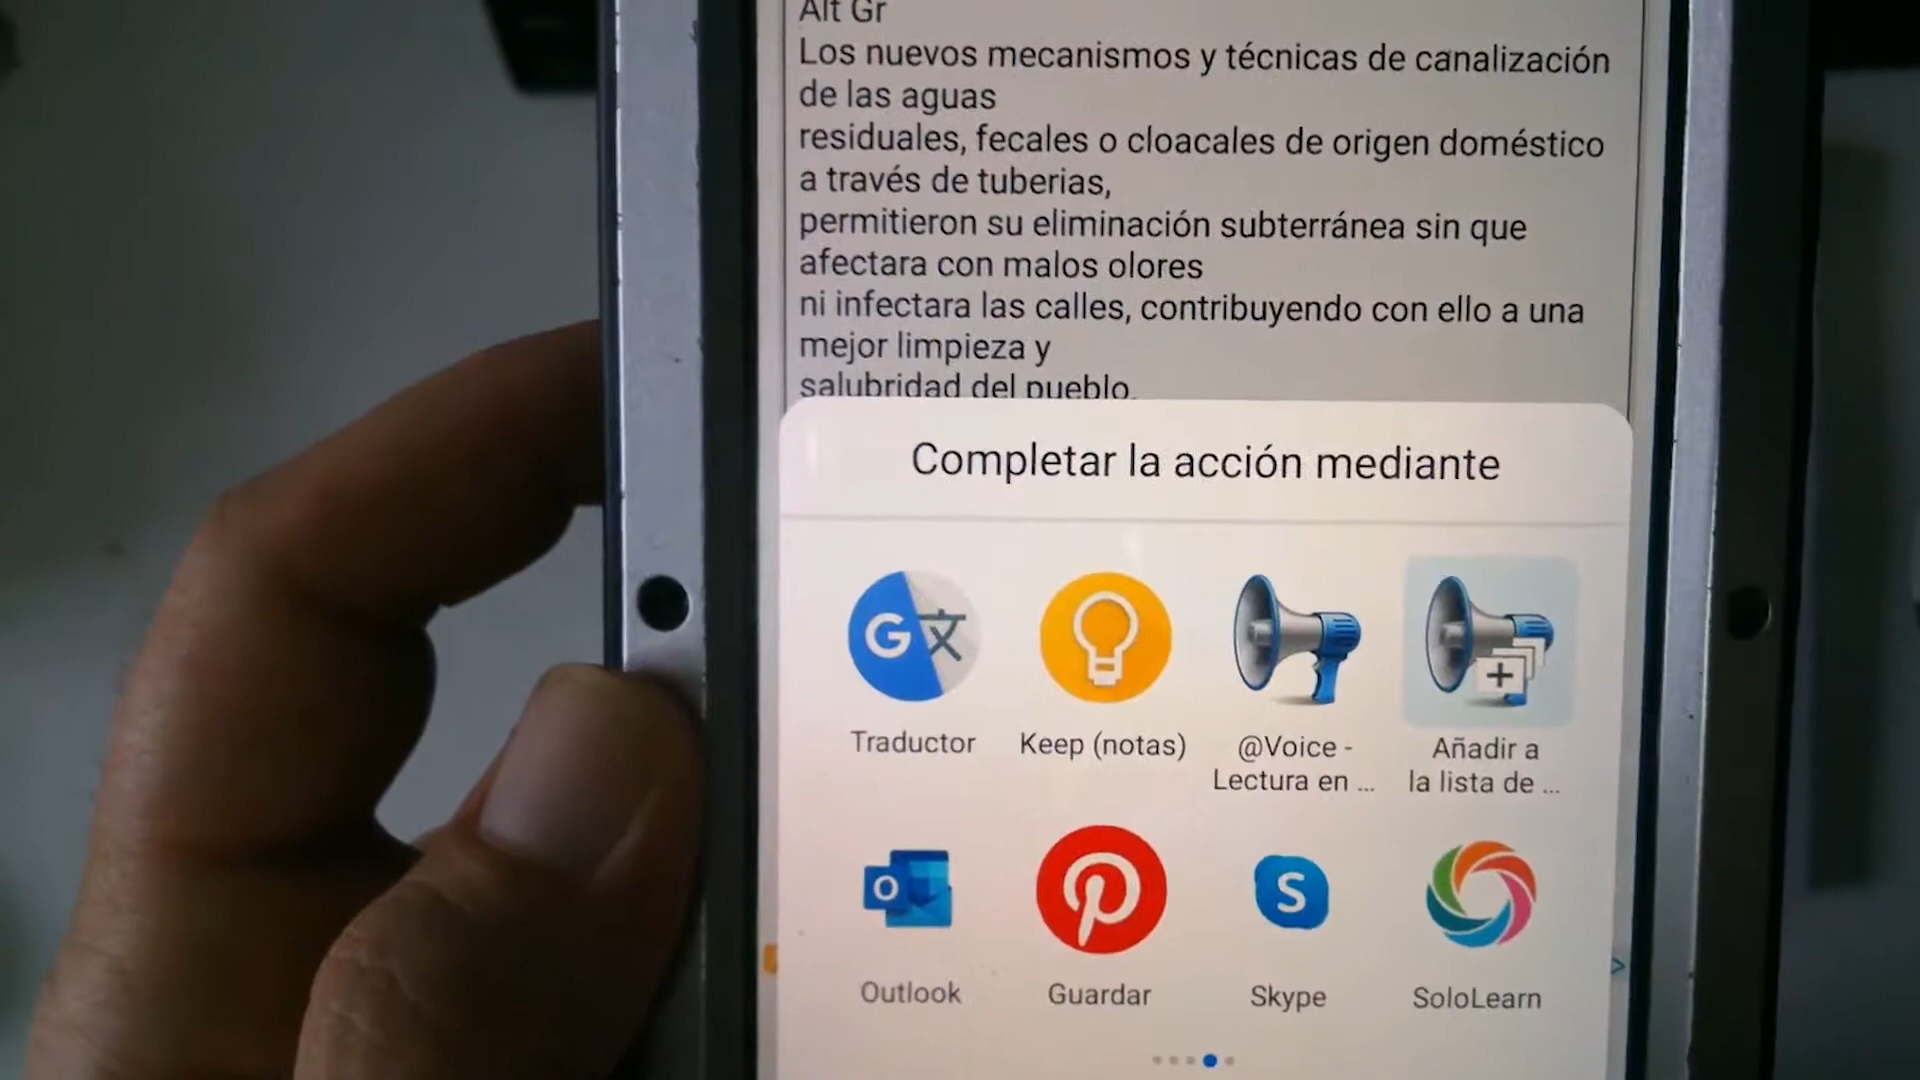 Alt Gr
Los nuevos mecanismos y técnicas de canalización
de las aguas
residuales, fecales o cloacales de origen doméstico
a través de tuberias,
permitieron su eliminación subterránea sin que
afectara con malos olores
ni infectara las calles, contribuyendo con ello a una
mejor limpieza y
salubridad del pueblo.
Completar la acción mediante
G文
Traductor
Keep (notas)
@Voice -
Lectura en ...
Añadir a
la lista de ...
Outlook
Guardar
S
Skype
SoloLearn